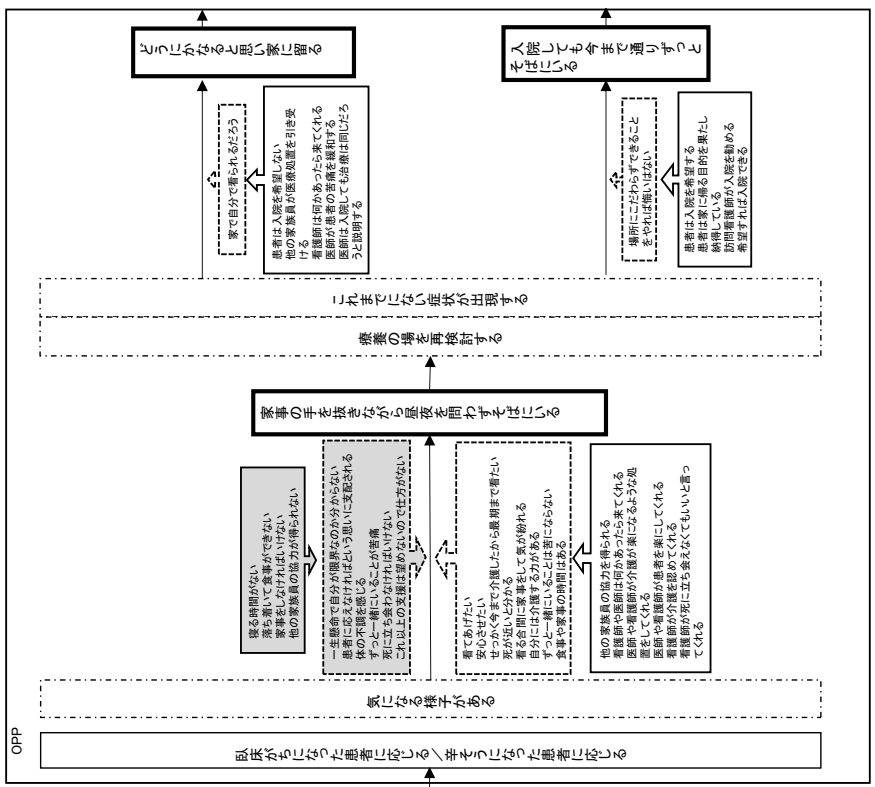 OPP
臥床がちになった患者に応じる／辛そうになった患者に応じる
気になる様子がある
寝る時間がない
落ち着いて食事ができない
家事をしなければいけない
他の家族員の協力が得られない
一生懸命で自分が限界なのか分からない
患者に応えなければという思いに支配される
体の不調を感じる
ずっと一緒にいることが苦痛
死に立ち会わなければいけない
これ以上の支援は望めないので仕方がない
看てあげたい
安心させたい
せっかく今まで介護したから最期まで看たい
死が近いと分かる
看る合間に家事をして気が紛れる
自分には介護する力がある
ずっと一緒にいることは苦にならない
食事や家事の時間はある
他の家族員の協力を得られる
看護師や医師は何かあったら来てくれる
医師や看護師が介護が楽になるような処
置をしてくれる
医師や看護師が患者を楽にしてくれる
看護師が介護を認めてくれる
看護師が死に立ち会えなくてもいいと言っ
てくれる
家事の手を抜きながら昼夜を問わずそばにいる
療養の場を再検討する
これまでにない症状が出現する
家で自分で看られるだろう
患者は入院を希望しない
他の家族員が医療処置を引き受
ける
看護師は何かあったら来てくれる
医師が患者の苦痛を緩和する
医師は入院しても治療は同じだろ
うと説明する
どうにかなると思い家に留る
場所にこだわらずできること
をやれば悔いはない
患者は入院を希望する
患者は家に帰る目的を果たし
納得している
訪問看護師が入院を勧める
希望すれば入院できる
入院しても今まで通りずっと
そばにいる